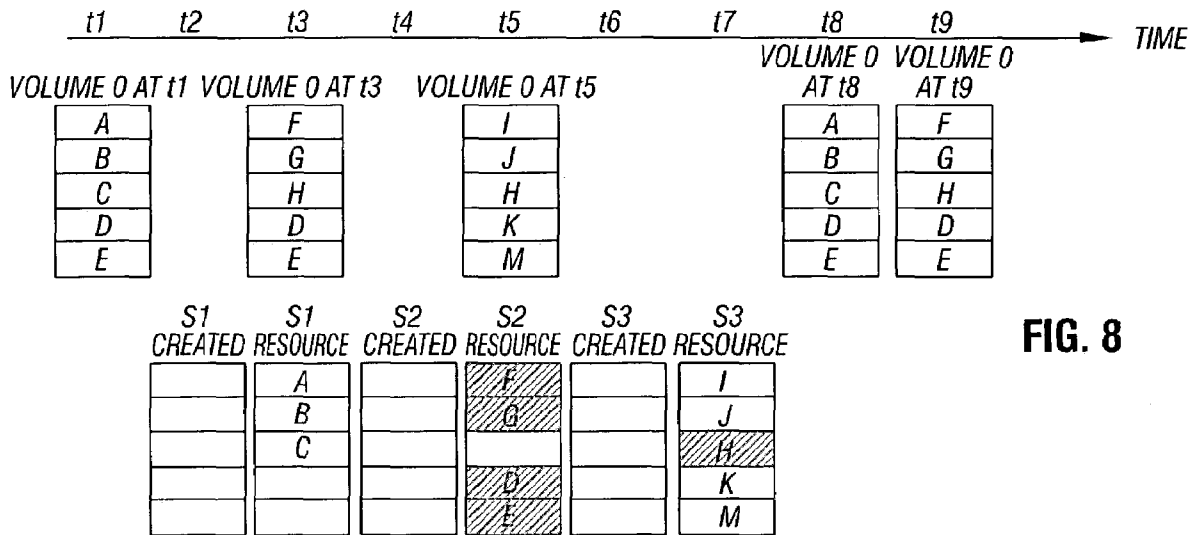 t1 t2 t3 t4 t5 t6 t7 t8 t9
TIME
VOLUME 0 AT t1
A
B
C
D
E
VOLUME 0 AT t3
F
G
H
D
E
VOLUME 0 AT t5
I
J
H
K
M
VOLUME 0
AT t8
A
B
C
D
E
VOLUME 0
AT t9
F
G
H
D
E
S1
CREATED
S1
RESOURCE
A
B
C
S2
CREATED
S2
RESOURCE
F
G
D
E
S3
CREATED
S3
RESOURCE
I
J
H
K
M
FIG. 8